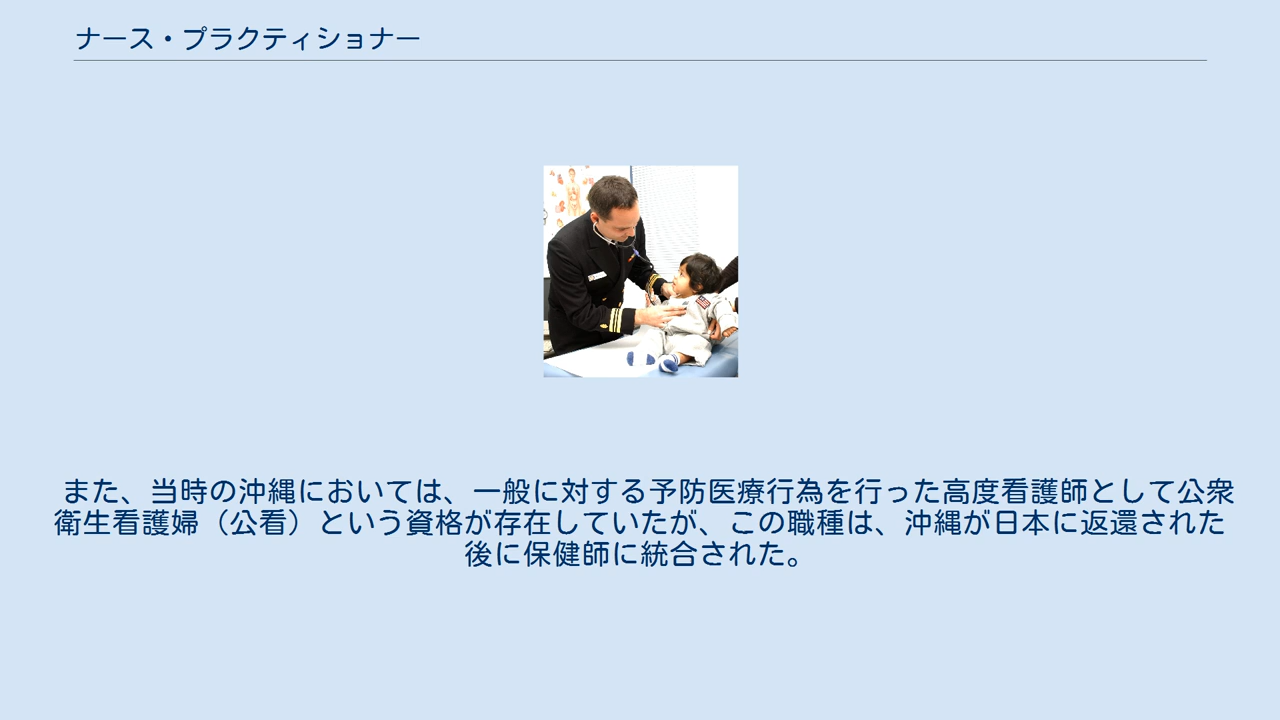 ナース・プラクティショナー
また、当時の沖縄においては、一般に対する予防医療行為を行った高度看護師として公衆
衛生看護婦（公看）という資格が存在していたが、この職種は、沖縄が日本に返還された
後に保健師に統合された。